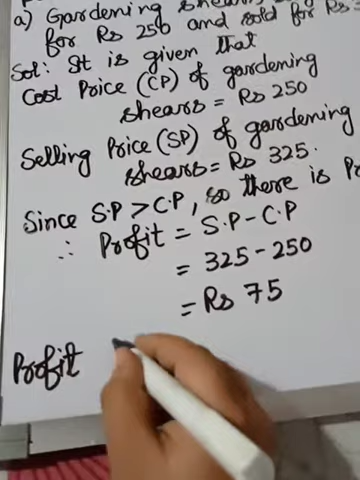 a) Gardening shears
for Rs 250 and sold for Rs
Sol: It is given that
Cost Price (CP) of gardening
shears = Rs 250
Selling Price (SP) of gardening
shears = Rs 325.
Since S.P > C.P, so there is
∴ Profit = S.P - C.P
= 325 - 250
= Rs 75
Profit